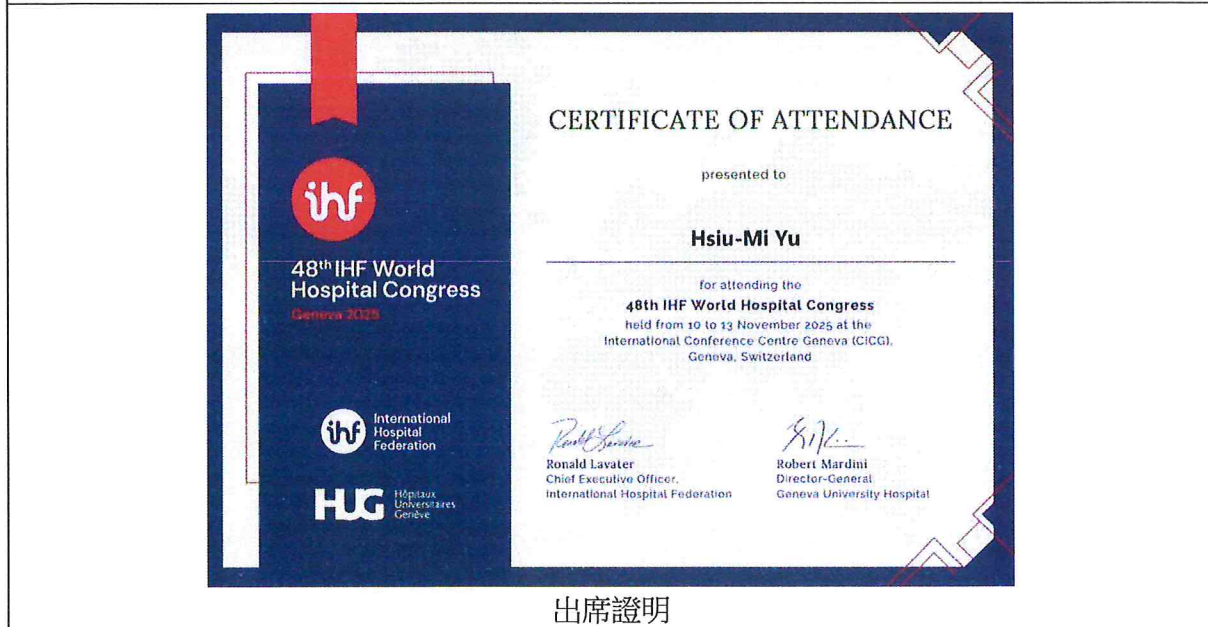 ihf
48th IHF World
Hospital Congress
Geneva 2025
ihf
International
Hospital
Federation
HUG
Hôpitaux
Universitaires
Genève
CERTIFICATE OF ATTENDANCE
presented to
Hsiu-Mi Yu
for attending the
48th IHF World Hospital Congress
held from 10 to 13 November 2025 at the
International Conference Centre Geneva (CICG),
Geneva, Switzerland
Ronald Lavater
Chief Executive Officer,
International Hospital Federation
Robert Mardini
Director-General
Geneva University Hospital
出席證明